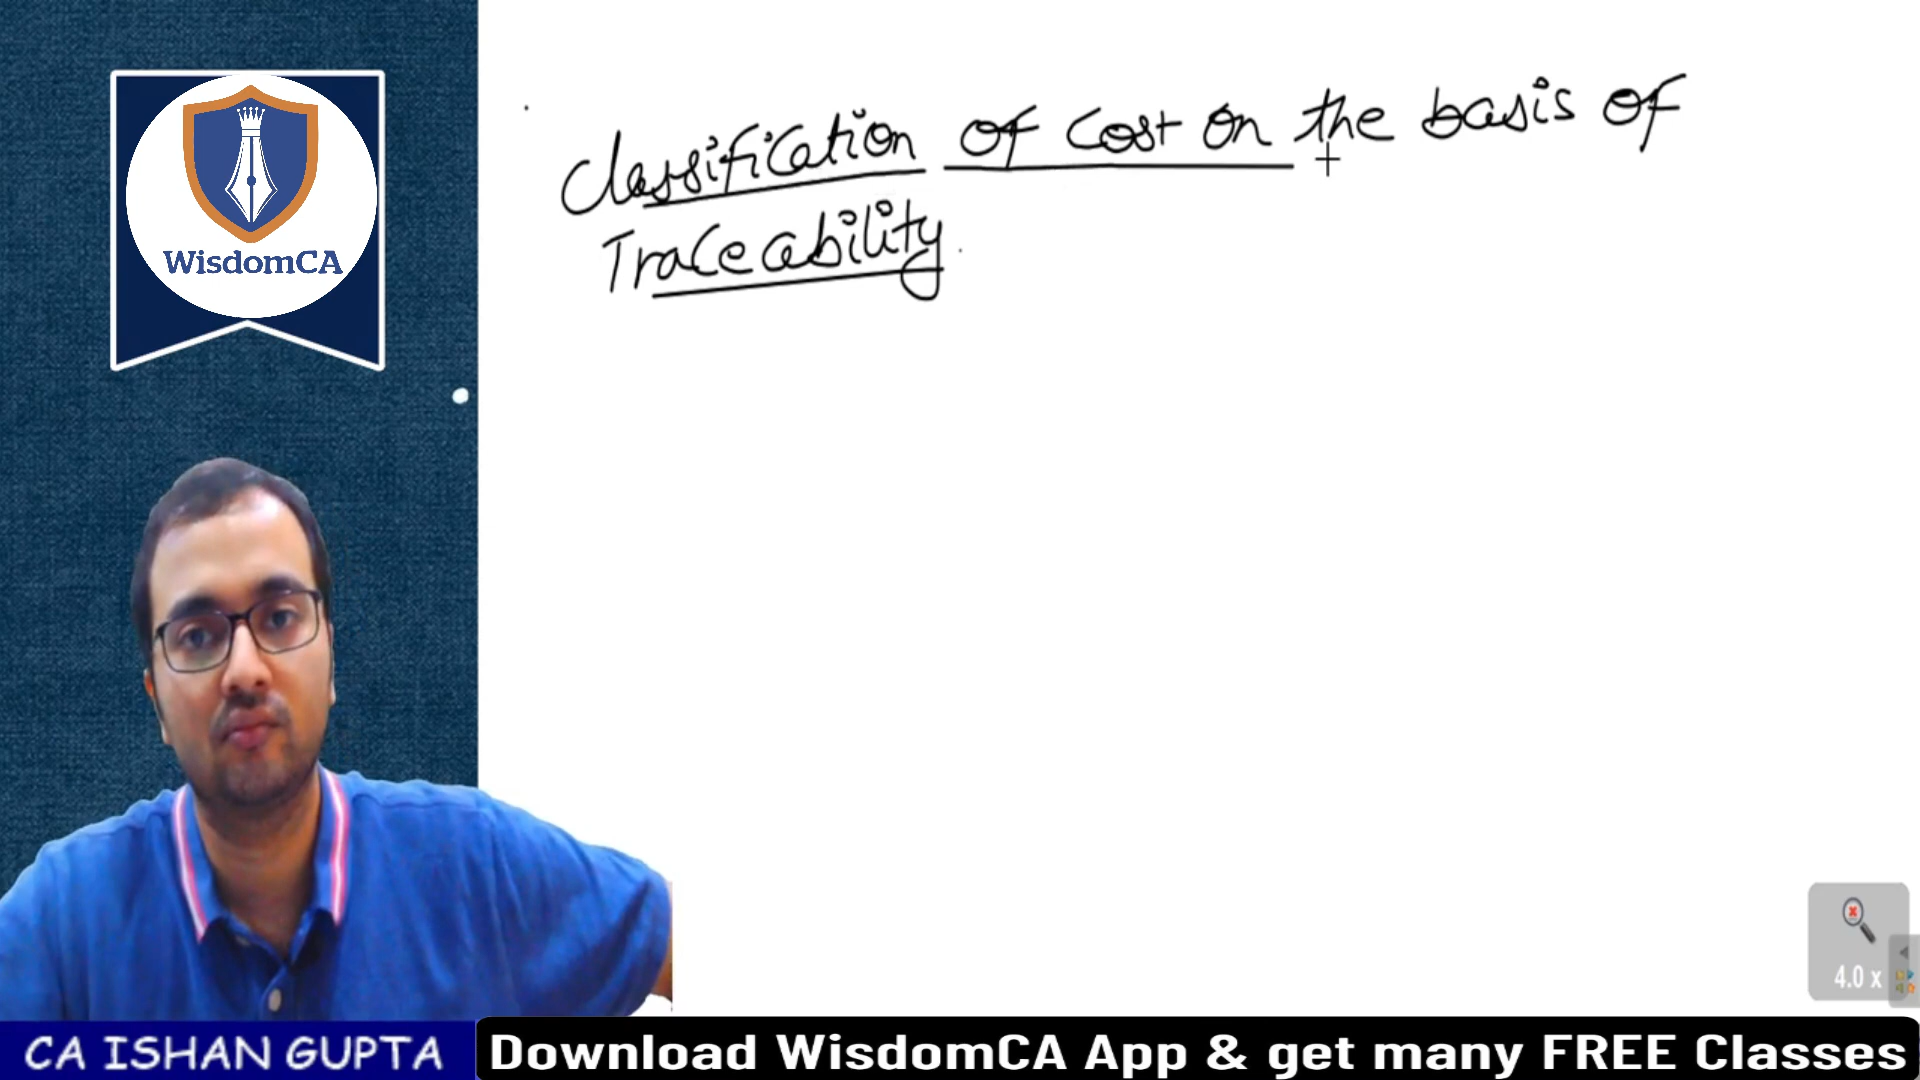 WisdomCA
Classification of Cost on the basis of
Traceability.
4.0 x
CA ISHAN GUPTA
Download WisdomCA App & get many FREE Classes